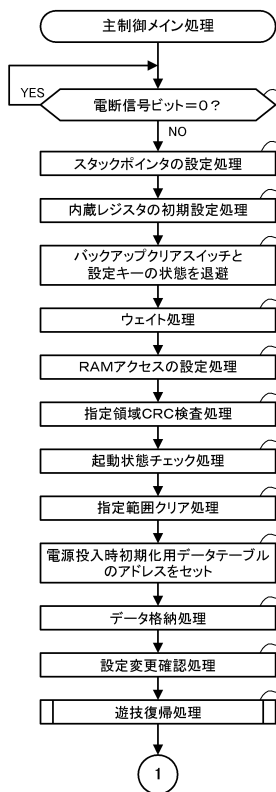 主制御メイン処理
YES
電断信号ビット=0?
NO
スタックポインタの設定処理
内蔵レジスタの初期設定処理
バックアップクリアスイッチと
設定キーの状態を退避
ウェイト処理
RAMアクセスの設定処理
指定領域CRC検査処理
起動状態チェック処理
指定範囲クリア処理
電源投入時初期化用データテーブル
のアドレスをセット
データ格納処理
設定変更確認処理
遊技復帰処理
1